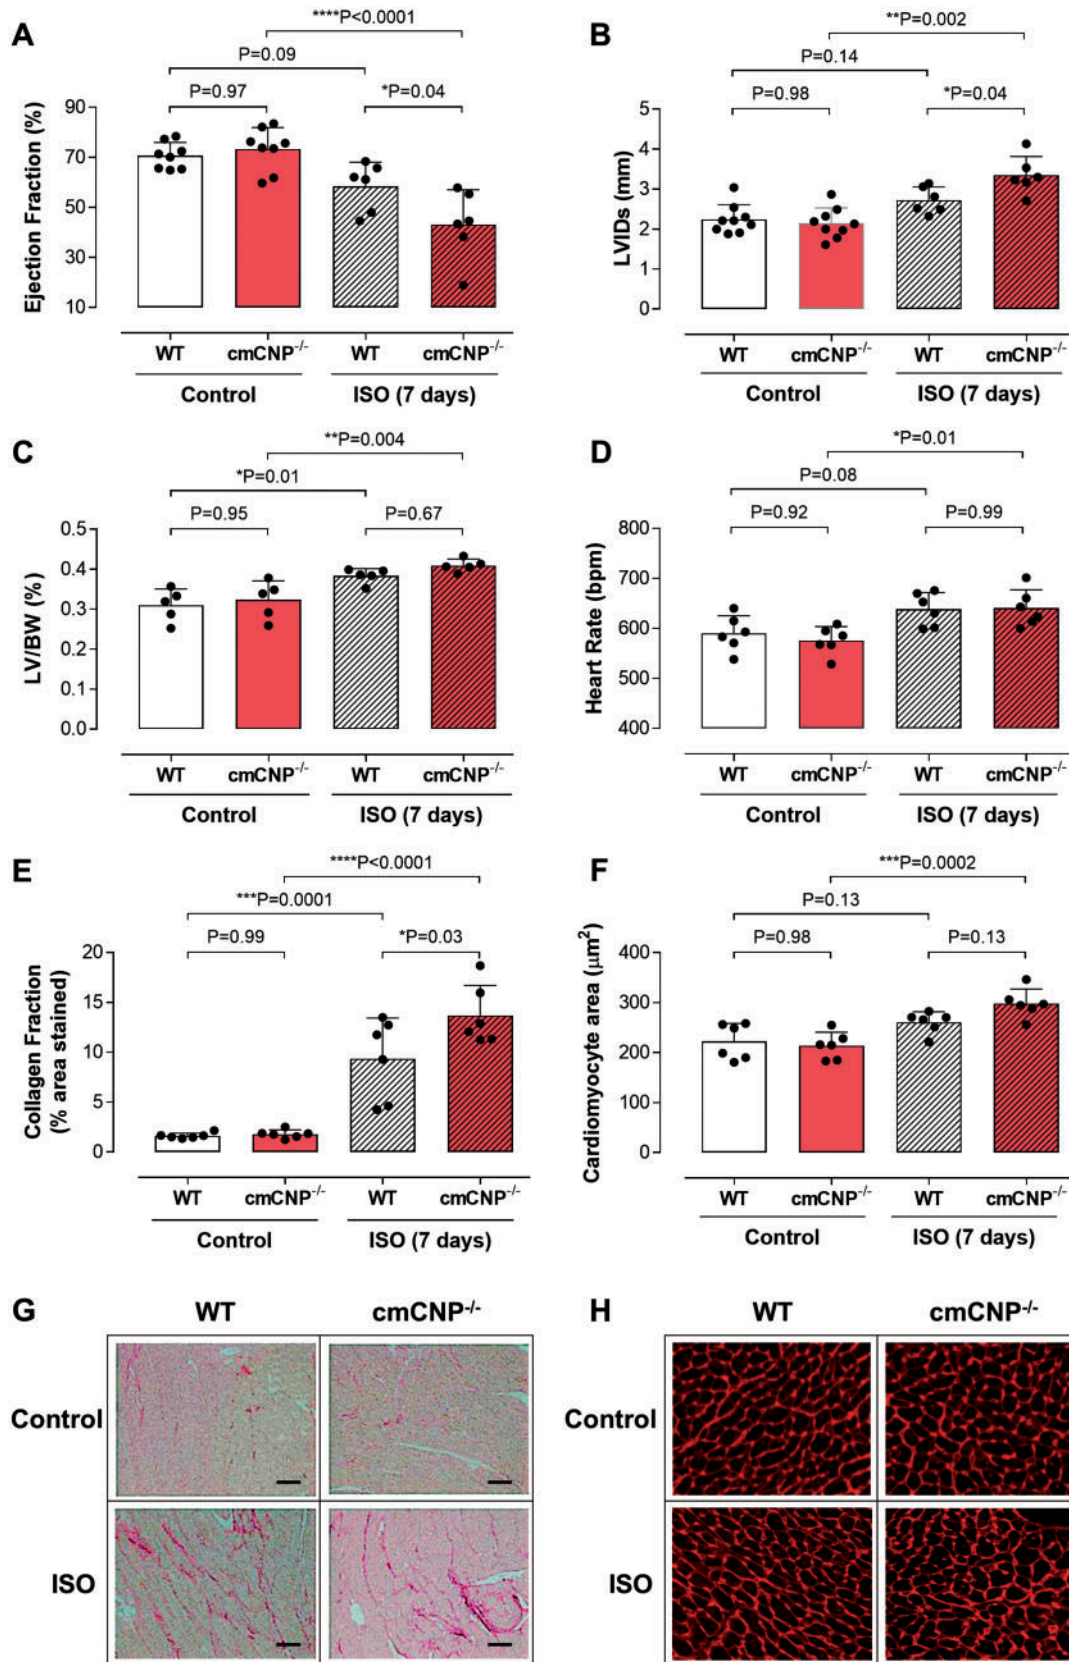 A
****P<0.0001
P=0.09
P=0.97
*P=0.04
Ejection Fraction (%)
90
70
50
30
10
WT
cmCNP-/-
WT
cmCNP-/-
Control
ISO (7 days)
B
**P=0.002
P=0.14
P=0.98
*P=0.04
LVIDs (mm)
5
4
3
2
1
0
WT
cmCNP-/-
WT
cmCNP-/-
Control
ISO (7 days)
C
**P=0.004
*P=0.01
P=0.95
P=0.67
LV/BW (%)
0.5
0.4
0.3
0.2
0.1
0.0
WT
cmCNP-/-
WT
cmCNP-/-
Control
ISO (7 days)
D
*P=0.01
P=0.08
P=0.92
P=0.99
Heart Rate (bpm)
800
700
600
500
400
WT
cmCNP-/-
WT
cmCNP-/-
Control
ISO (7 days)
E
****P<0.0001
***P=0.0001
P=0.99
*P=0.03
Collagen Fraction
(% area stained)
20
15
10
5
0
WT
cmCNP-/-
WT
cmCNP-/-
Control
ISO (7 days)
F
***P=0.0002
P=0.13
P=0.98
P=0.13
Cardiomyocyte area (μm²)
400
300
200
100
0
WT
cmCNP-/-
WT
cmCNP-/-
Control
ISO (7 days)
G
WT
cmCNP-/-
Control
ISO
H
WT
cmCNP-/-
Control
ISO